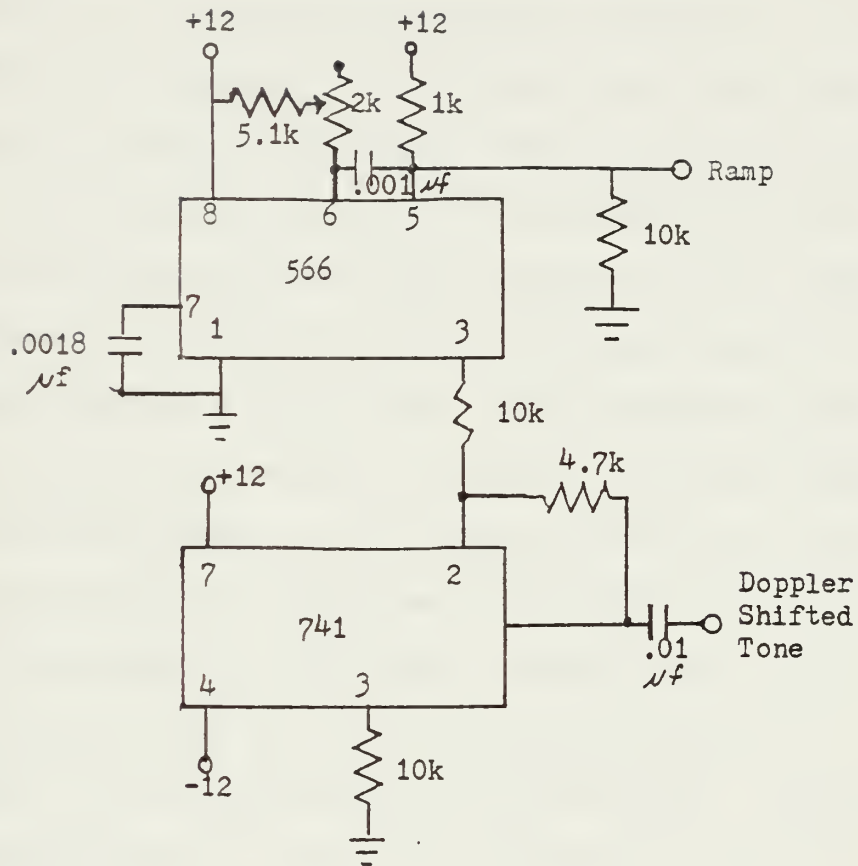 +12
+12
2k
1k
5.1k
.001 μf
Ramp
8
6
5
10k
566
7
1
3
.0018
μf
10k
4.7k
+12
7
2
Doppler
Shifted
Tone
741
.01
μf
4
3
10k
-12